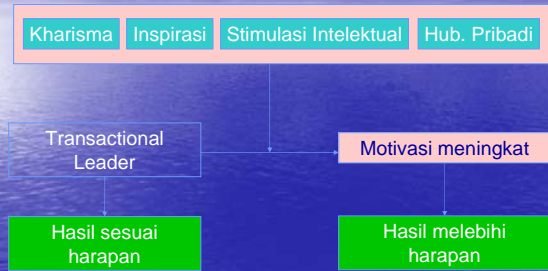 Kharisma
Inspirasi
Stimulasi Intelektual
Hub. Pribadi
Transactional
Leader
Motivasi meningkat
Hasil sesuai
harapan
Hasil melebihi
harapan